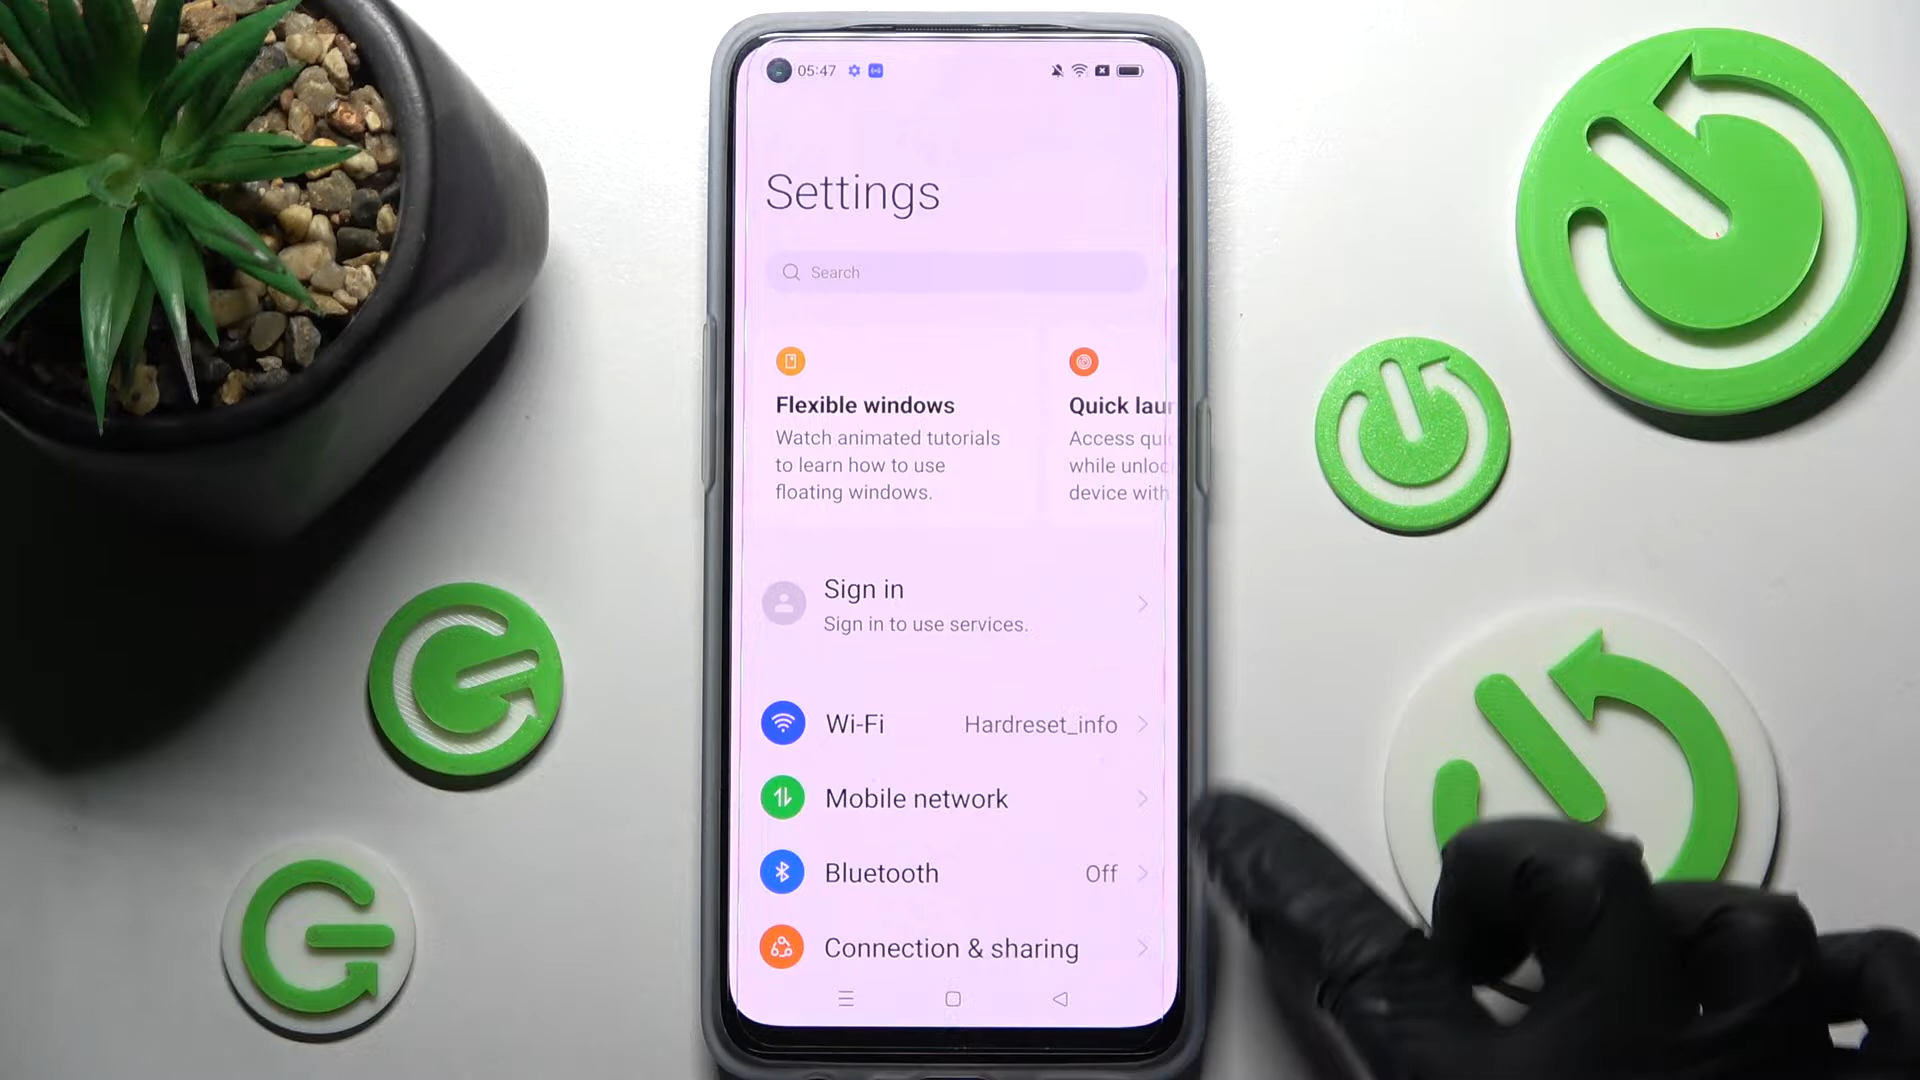 05:47
Settings
Search
Flexible windows
Watch animated tutorials
to learn how to use
floating windows.
Quick laun
Access quic
while unloc
device with
Sign in
Sign in to use services.
Wi-Fi
Hardreset_info
Mobile network
Bluetooth
Off
Connection & sharing